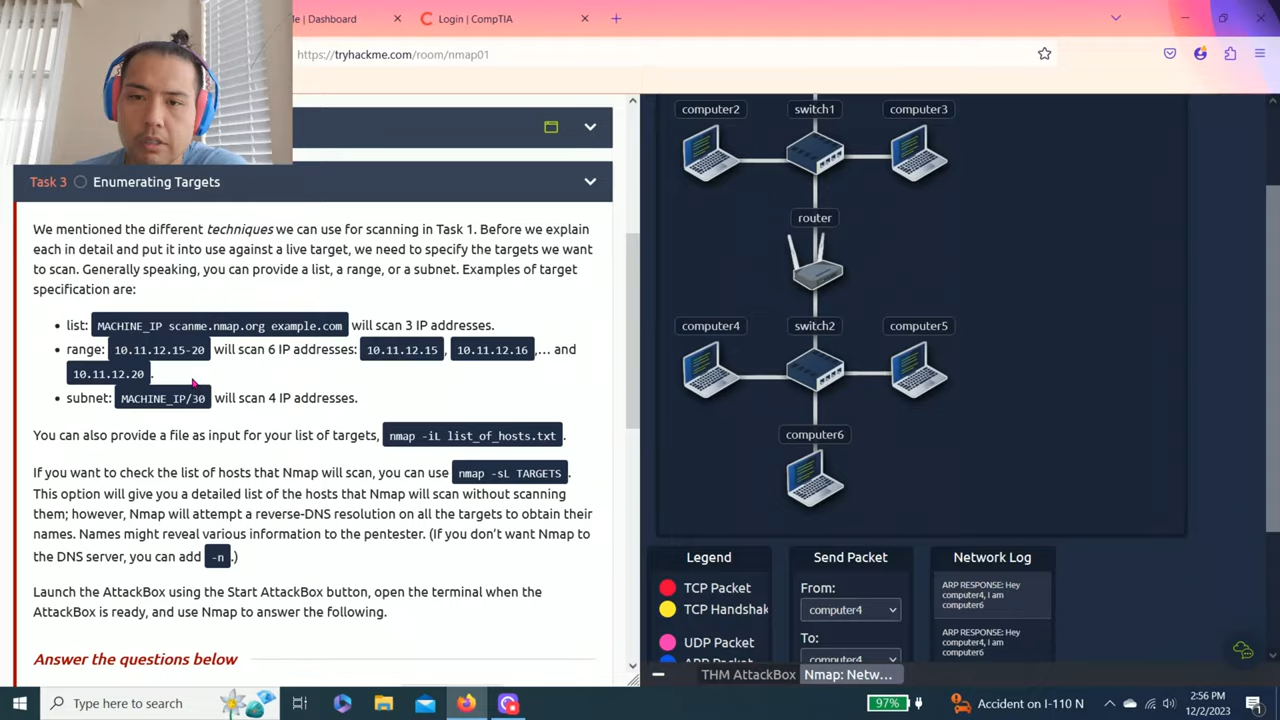 Me | Dashboard
Login | CompTIA
https://tryhackme.com/room/nmap01
Task 3 Enumerating Targets
We mentioned the different techniques we can use for scanning in Task 1. Before we explain
each in detail and put it into use against a live target, we need to specify the targets we want
to scan. Generally speaking, you can provide a list, a range, or a subnet. Examples of target
specification are:
• list: MACHINE_IP scanme.nmap.org example.com will scan 3 IP addresses.
• range: 10.11.12.15-20 will scan 6 IP addresses: 10.11.12.15, 10.11.12.16,… and
10.11.12.20.
• subnet: MACHINE_IP/30 will scan 4 IP addresses.
You can also provide a file as input for your list of targets, nmap -iL list_of_hosts.txt.
If you want to check the list of hosts that Nmap will scan, you can use nmap -sL TARGETS.
This option will give you a detailed list of the hosts that Nmap will scan without scanning
them; however, Nmap will attempt a reverse-DNS resolution on all the targets to obtain their
names. Names might reveal various information to the pentester. (If you don't want Nmap to
the DNS server, you can add -n.)
Launch the AttackBox using the Start AttackBox button, open the terminal when the
AttackBox is ready, and use Nmap to answer the following.
Answer the questions below
computer2 switch1 computer3
router
computer4 switch2 computer5
computer6
Legend
TCP Packet
TCP Handshak
UDP Packet
ARP Packet
Send Packet
From:
computer4
To:
computer4
Network Log
ARP RESPONSE: Hey
computer4, I am
computer6
ARP RESPONSE: Hey
computer4, I am
computer6
THM AttackBox Nmap: Netw...
Type here to search
97%
Accident on I-110 N
2:56 PM
12/2/2023
1